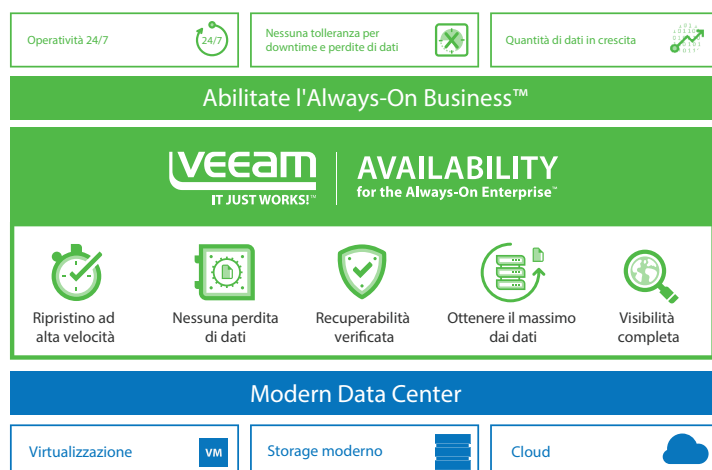 Operatività 24/7
24/7
Nessuna tolleranza per
downtime e perdite di dati
Quantità di dati in crescita
Abilitate l'Always-On Business™
veeam
IT JUST WORKS!™
AVAILABILITY
for the Always-On Enterprise™
Ripristino ad
alta velocità
Nessuna perdita
di dati
Recuperabilità
verificata
Ottenere il massimo
dai dati
Visibilità
completa
Modern Data Center
Virtualizzazione
VM
Storage moderno
Cloud